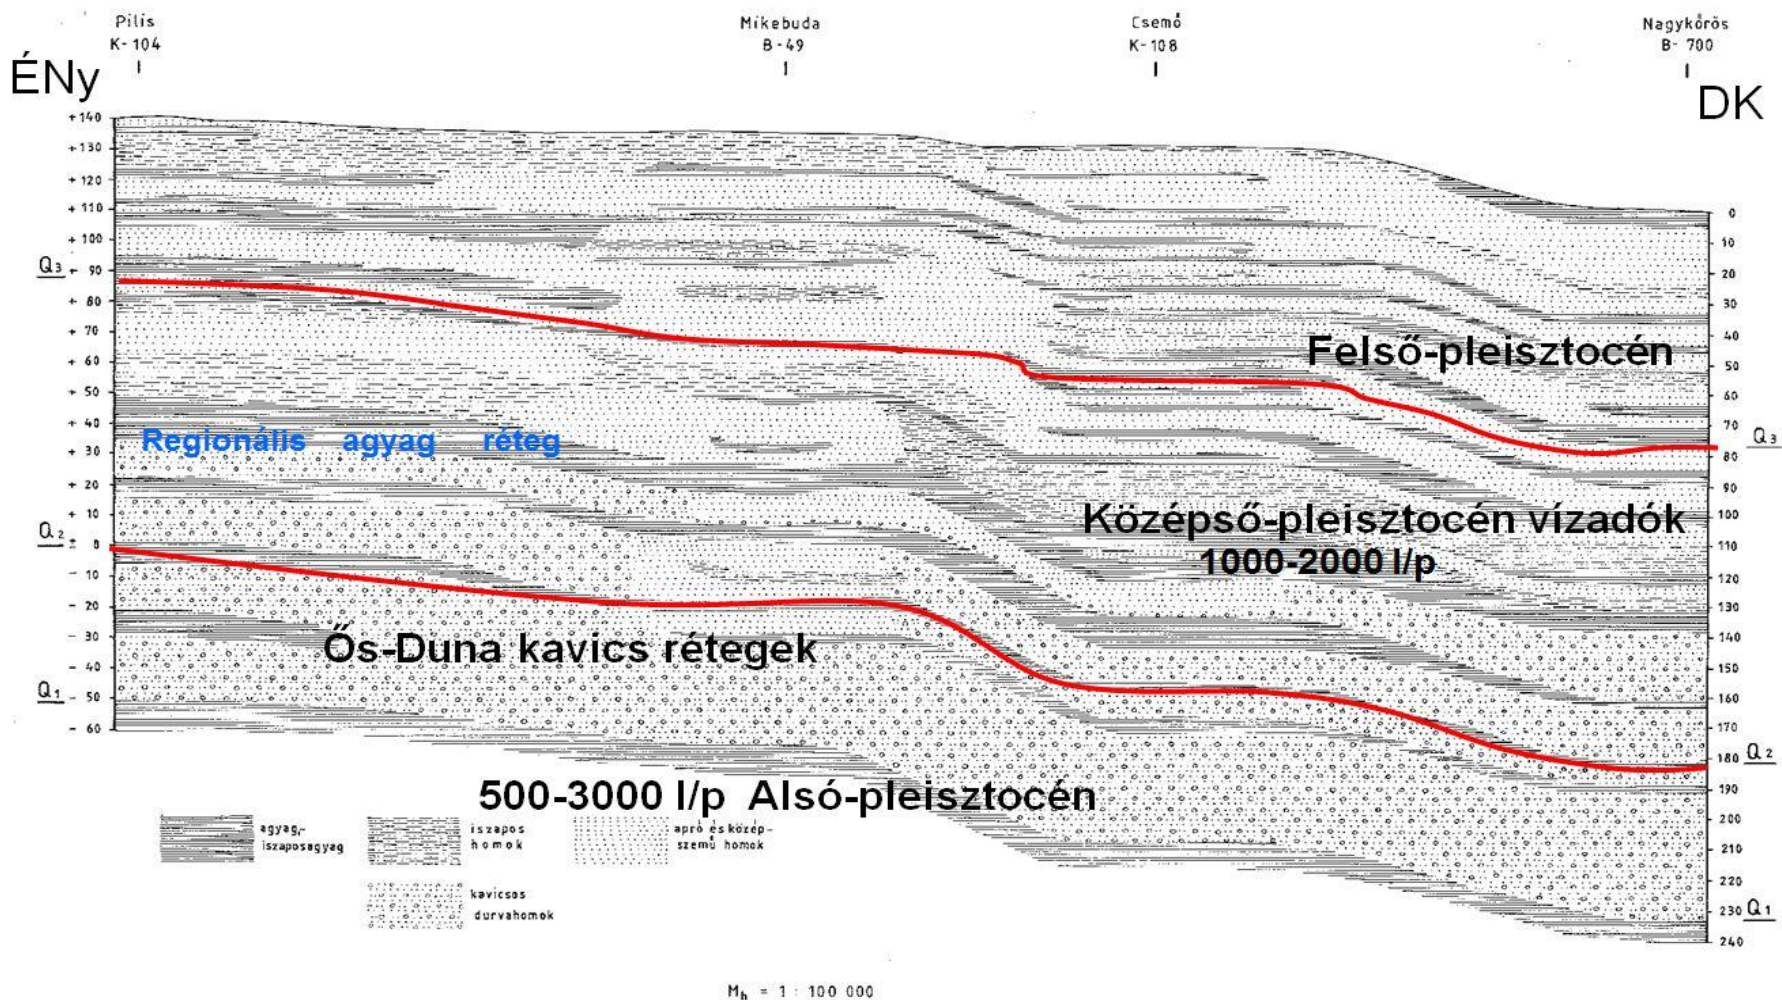 Pilis
K-104
Mikebuda
B-49
Csemő
K-108
Nagykőrös
B-700
ÉNy
DK
+140
+130
+120
+110
+100
Q₃
+ 90
+ 80
+ 70
+ 60
+ 50
+ 40
+ 30
+ 20
+ 10
Q₂
± 0
- 10
- 20
- 30
- 40
Q₁
- 50
- 60
0
10
20
30
40
50
60
70
Q₃
80
90
100
110
120
130
140
150
160
170
Q₂
180
190
200
210
220
230
Q₁
240
Felső-pleisztocén
Regionális agyag réteg
Középső-pleisztocén vízadók
1000-2000 l/p
Ős-Duna kavics rétegek
500-3000 l/p Alsó-pleisztocén
agyag,-
iszaposagyag
iszapos
homok
apró és közép-
szemű homok
kavicsos
durvahomok
Mh = 1 : 100 000